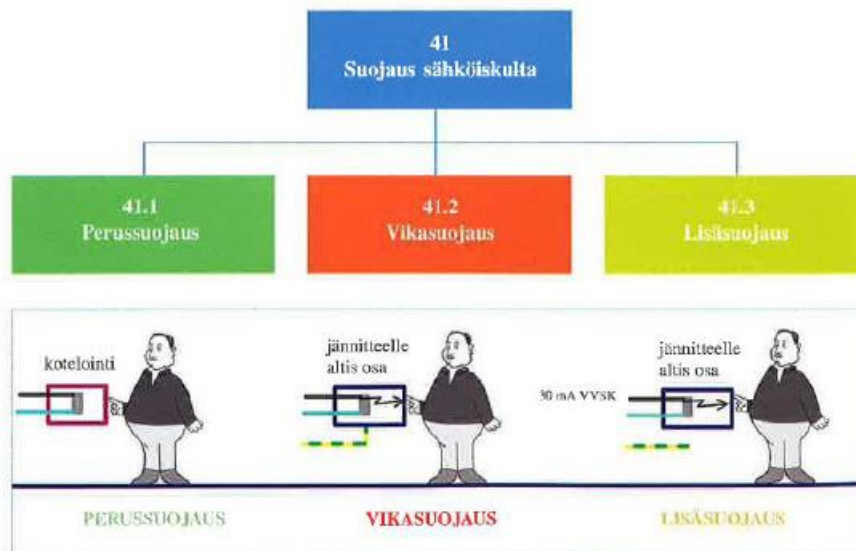 41
Suojaus sähköiskulta
41.1
Perussuojaus
41.2
Vikasuojaus
41.3
Lisäsuojaus
kotelointi
jännitteelle
altis osa
30 mA VVSK
jännitteelle
altis osa
PERUSSUOJAUS
VIKASUOJAUS
LISÄSUOJAUS